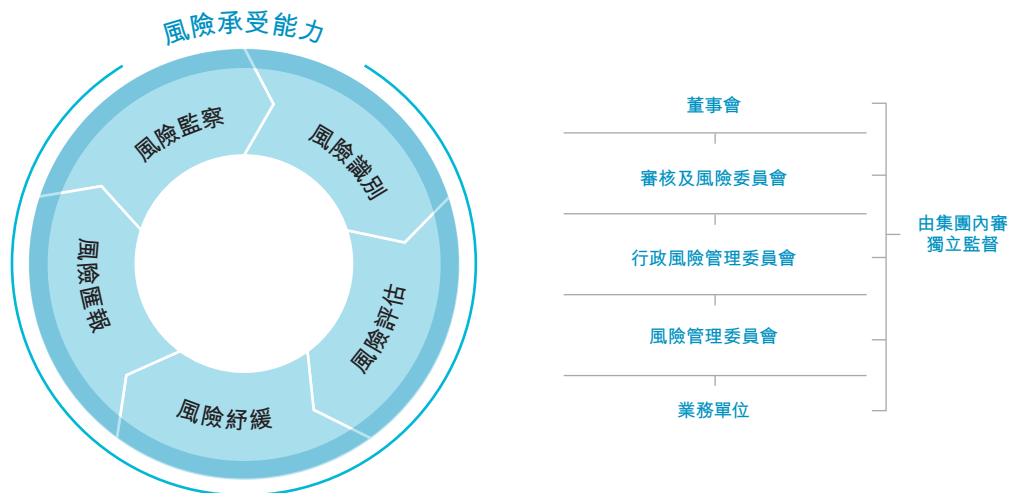 風險承受能力
風險監察
風險識別
風險評估
風險紓緩
風險匯報
董事會
審核及風險委員會
行政風險管理委員會
風險管理委員會
業務單位
由集團內審
獨立監督